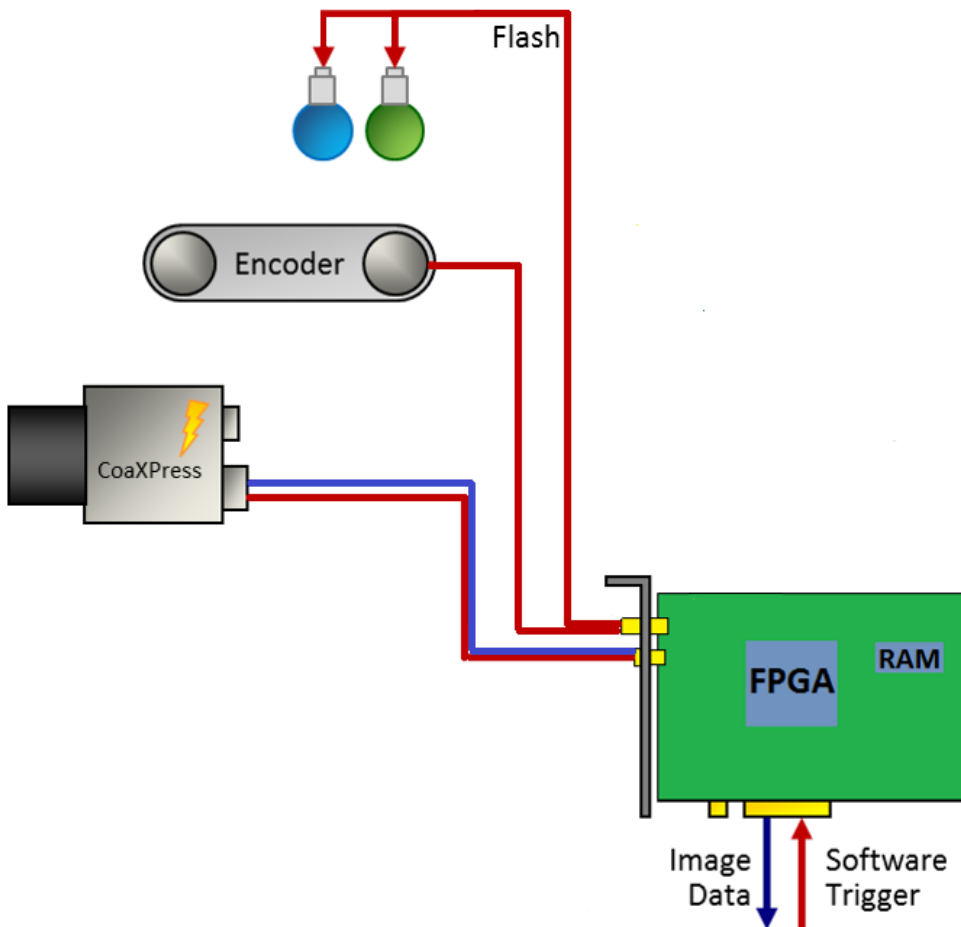 Flash
Encoder
CoaXPress
FPGA
RAM
Image
Data
Software
Trigger